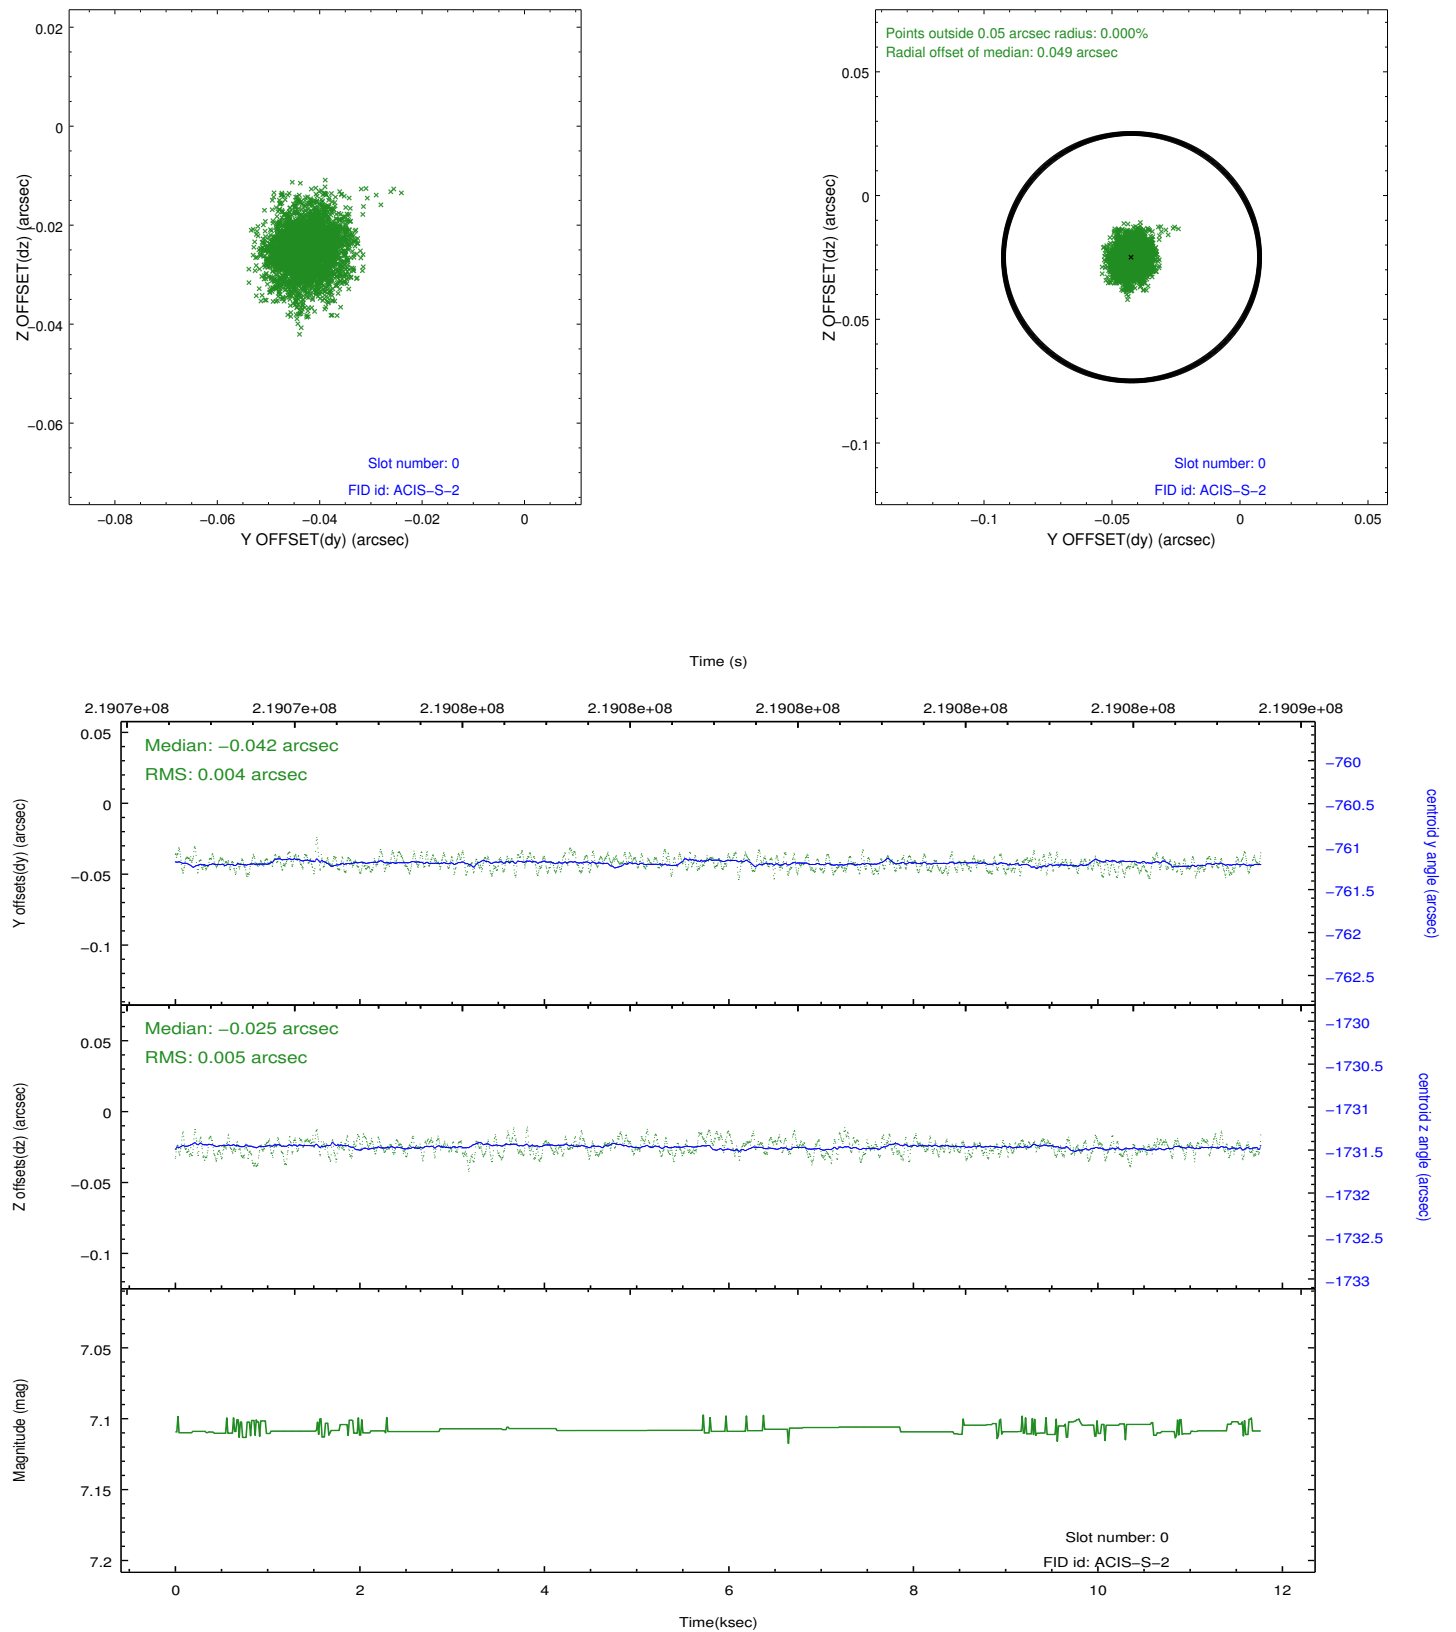 0.02
0
−0.02
−0.04
−0.06
Z OFFSET(dz) (arcsec)
Slot number: 0
FID id: ACIS−S−2
−0.08
−0.06
−0.04
−0.02
0
Y OFFSET(dy) (arcsec)
Points outside 0.05 arcsec radius: 0.000%
Radial offset of median: 0.049 arcsec
0.05
0
−0.05
−0.1
Z OFFSET(dz) (arcsec)
Slot number: 0
FID id: ACIS−S−2
−0.1
−0.05
0
0.05
Y OFFSET(dy) (arcsec)
Time (s)
2.1907e+08
2.1907e+08
2.1908e+08
2.1908e+08
2.1908e+08
2.1908e+08
2.1908e+08
2.1909e+08
Median: −0.042 arcsec
RMS: 0.004 arcsec
0.05
0
−0.05
−0.1
Y offsets(dy) (arcsec)
−760
−760.5
−761
−761.5
−762
−762.5
centroid y angle (arcsec)
Median: −0.025 arcsec
RMS: 0.005 arcsec
0.05
0
−0.05
−0.1
Z offsets(dz) (arcsec)
−1730
−1730.5
−1731
−1731.5
−1732
−1732.5
−1733
centroid z angle (arcsec)
7.05
7.1
7.15
7.2
Magnitude (mag)
Slot number: 0
FID id: ACIS−S−2
0
2
4
6
8
10
12
Time(ksec)